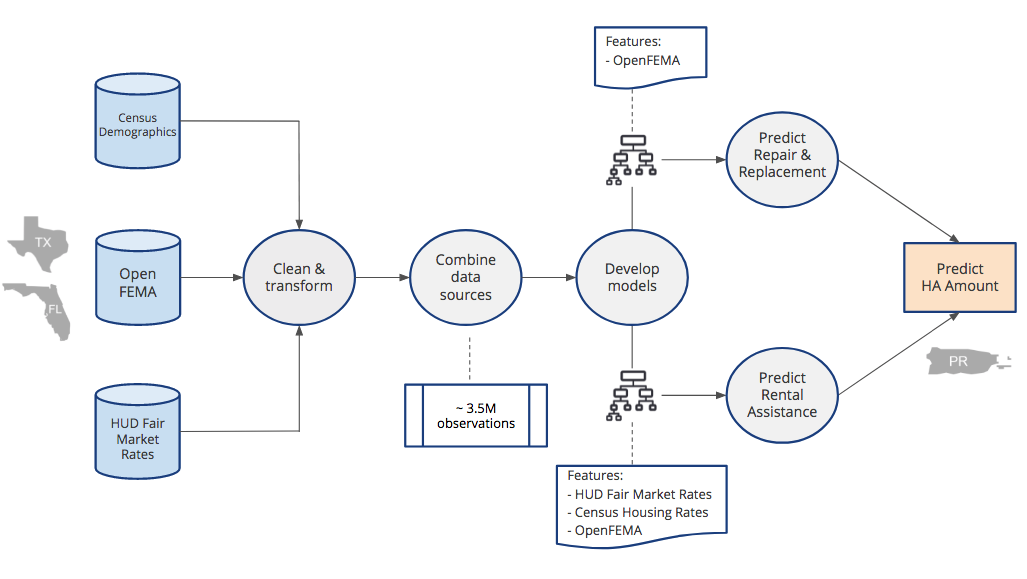 Features:
- OpenFEMA
Census
Demographics
Predict
Repair &
Replacement
TX
FL
Open
FEMA
Clean &
transform
Combine
data
sources
Develop
models
Predict
HA Amount
PR
HUD Fair
Market
Rates
~ 3.5M
observations
Predict
Rental
Assistance
Features:
- HUD Fair Market Rates
- Census Housing Rates
- OpenFEMA